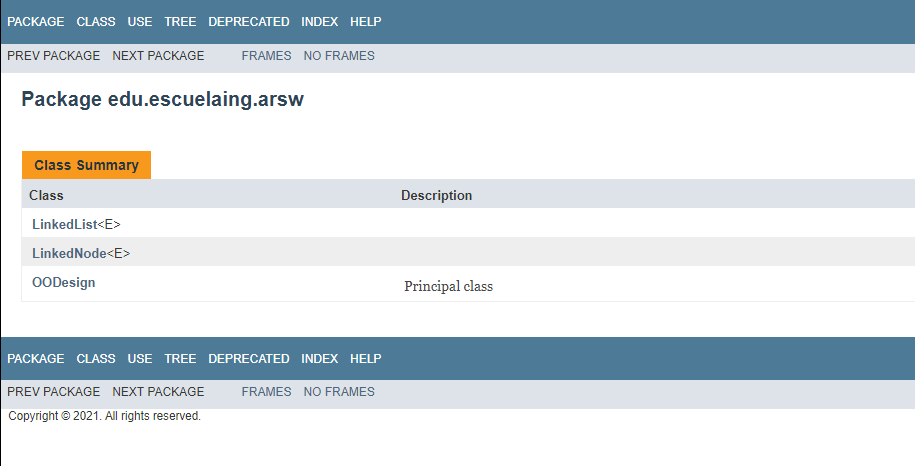 PACKAGE CLASS USE TREE DEPRECATED INDEX HELP
PREV PACKAGE NEXT PACKAGE FRAMES NO FRAMES
Package edu.escuelaing.arsw
Class Summary
Class Description
LinkedList<E>
LinkedNode<E>
OODesign Principal class
PACKAGE CLASS USE TREE DEPRECATED INDEX HELP
PREV PACKAGE NEXT PACKAGE FRAMES NO FRAMES
Copyright © 2021. All rights reserved.